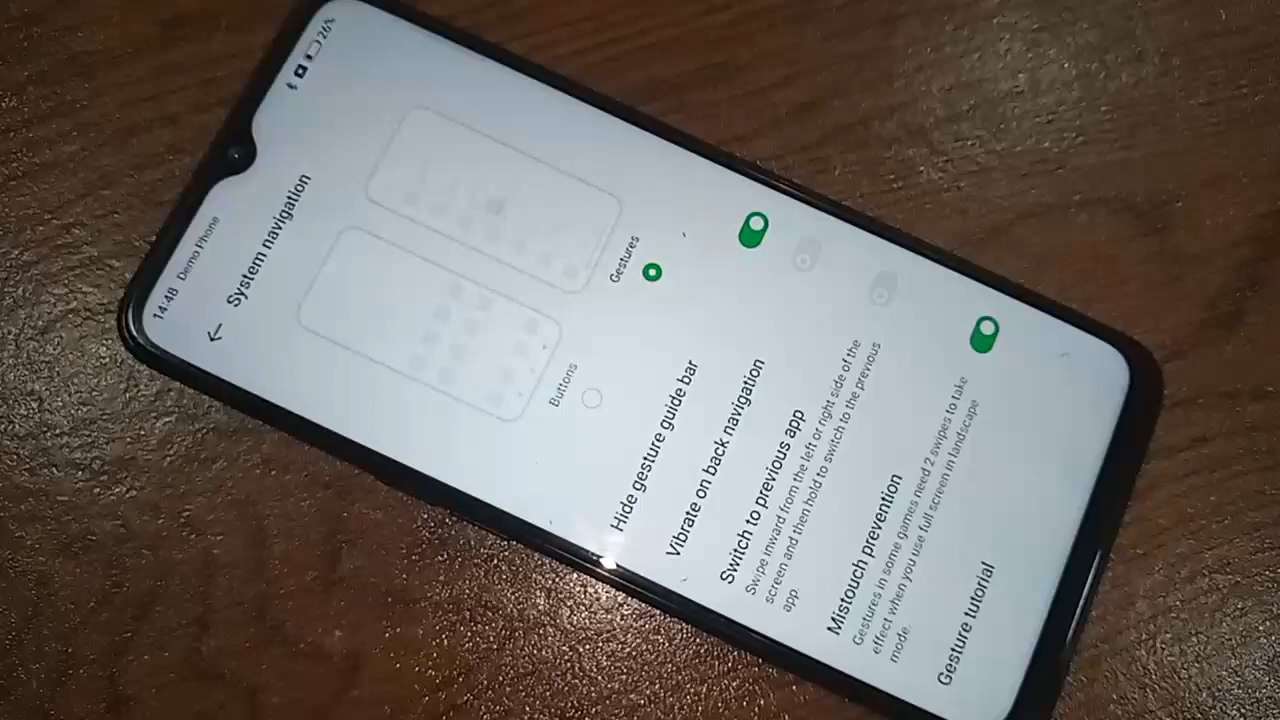 14:48 Demo Phone 26%
System navigation
Buttons
Gestures
Hide gesture guide bar
Vibrate on back navigation
Switch to previous app
Swipe inward from the left or right side of the
screen and then hold to switch to the previous
app
Mistouch prevention
Gestures in some games need 2 swipes to take
effect when you use full screen in landscape
mode.
Gesture tutorial